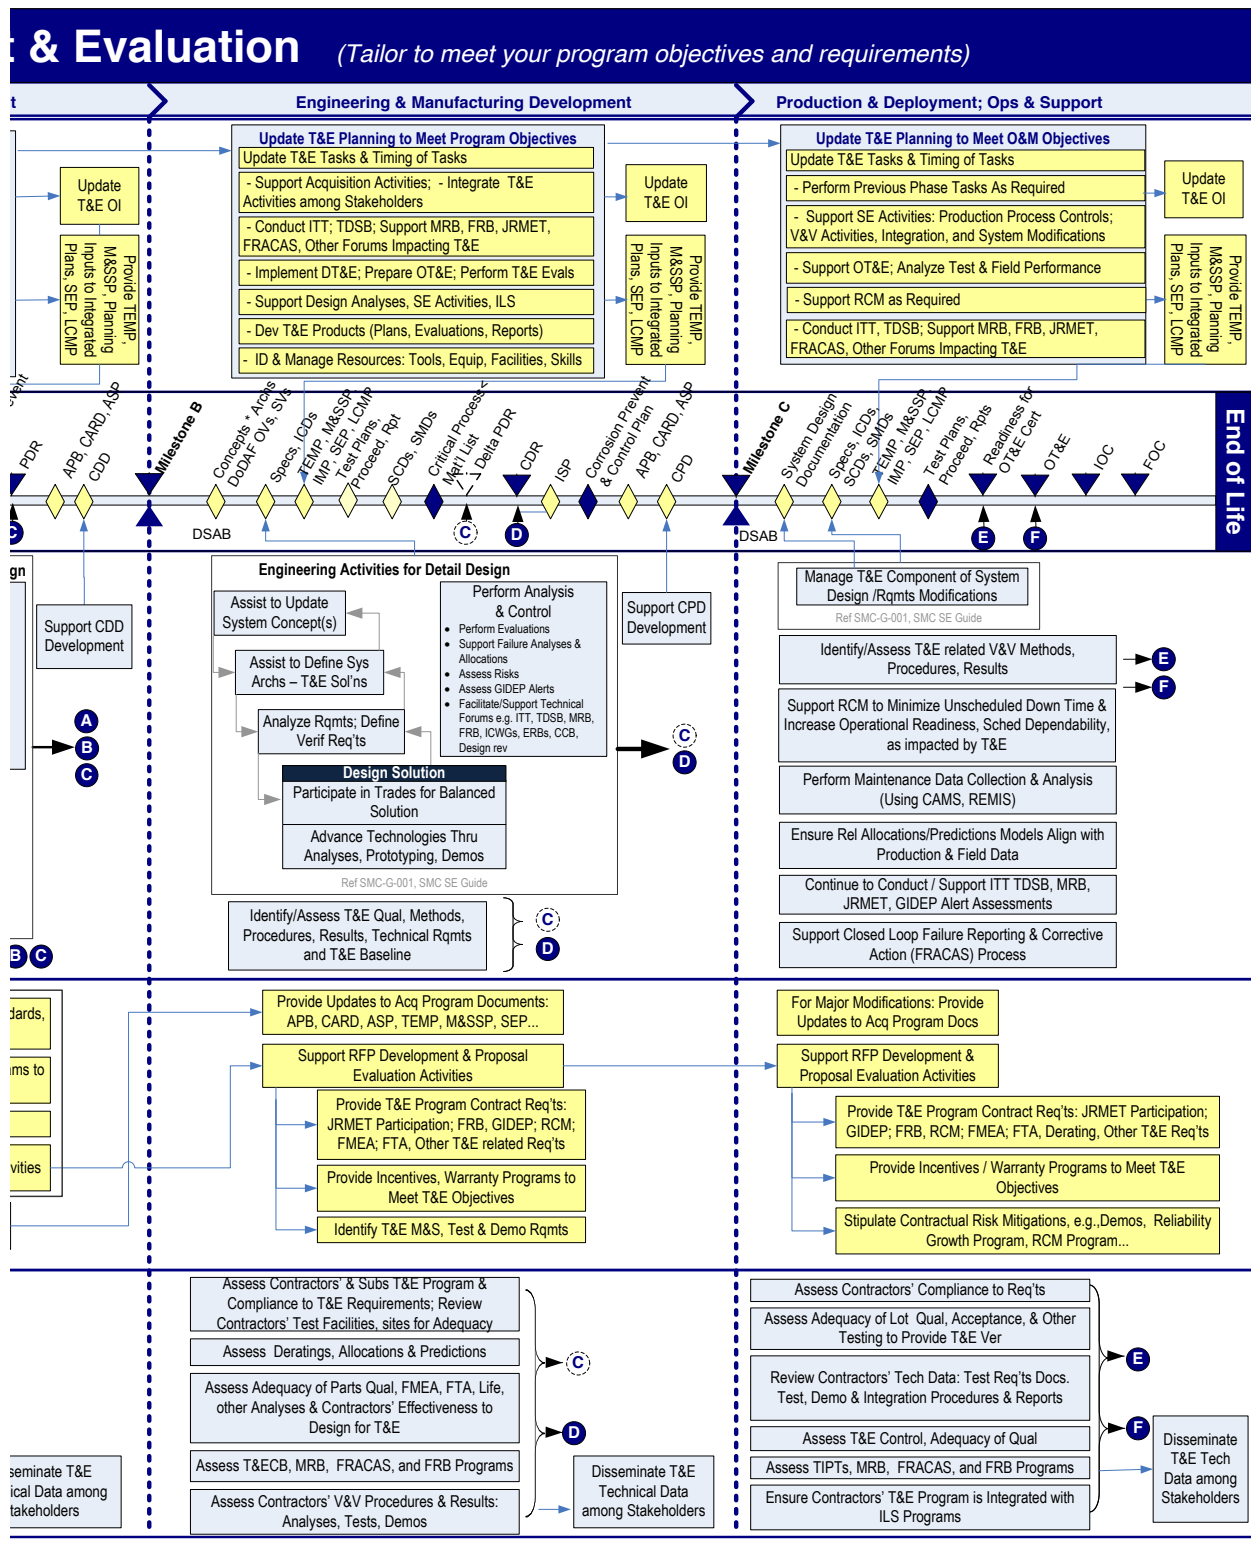 & Evaluation (Tailor to meet your program objectives and requirements)
t
Engineering & Manufacturing Development
Production & Deployment; Ops & Support
Update
T&E OI
Provide TEMP,
M&SSP, Planning
Inputs to Integrated
Plans, SEP, LCMP
Update T&E Planning to Meet Program Objectives
Update T&E Tasks & Timing of Tasks
- Support Acquisition Activities;  - Integrate  T&E
Activities among Stakeholders
- Conduct ITT; TDSB; Support MRB, FRB, JRMET,
FRACAS, Other Forums Impacting T&E
- Implement DT&E; Prepare OT&E; Perform T&E Evals
- Support Design Analyses, SE Activities, ILS
- Dev T&E Products (Plans, Evaluations, Reports)
- ID & Manage Resources: Tools, Equip, Facilities, Skills
Update
T&E OI
Provide TEMP,
M&SSP, Planning
Inputs to Integrated
Plans, SEP, LCMP
Update T&E Planning to Meet O&M Objectives
Update T&E Tasks & Timing of Tasks
- Perform Previous Phase Tasks As Required
- Support SE Activities: Production Process Controls;
V&V Activities, Integration, and System Modifications
- Support OT&E; Analyze Test & Field Performance
- Support RCM as Required
- Conduct ITT, TDSB; Support MRB, FRB, JRMET,
FRACAS, Other Forums Impacting T&E
Update
T&E OI
Provide TEMP,
M&SSP, Planning
Inputs to Integrated
Plans, SEP, LCMP
PDR
APB, CARD, ASP
CDD
Milestone B
Concepts * Archs
DoDAF OVs, SVs
Specs, ICDs
TEMP, M&SSP,
IMP, SEP, LCMP
Test Plans,
Proceed, Rpt
SCDs, SMDs
Critical Process<
Mat'l List
Delta PDR
CDR
ISP
Corrosion Prevent
& Control Plan
APB, CARD, ASP
CPD
Milestone C
System Design
Documentation
Specs, ICDs,
SCDs, SMDs
TEMP, M&SSP,
IMP, SEP, LCMP
Test Plans,
Proceed, Rpts
Readiness for
OT&E Cert
OT&E
IOC
FOC
End of Life
DSAB
DSAB
C
C
D
E
F
gn
Support CDD
Development
A
B
C
B C
Engineering Activities for Detail Design
Assist to Update
System Concept(s)
Assist to Define Sys
Archs – T&E Sol'ns
Analyze Rqmts; Define
Verif Req'ts
Design Solution
Participate in Trades for Balanced
Solution
Advance Technologies Thru
Analyses, Prototyping, Demos
Perform Analysis
& Control
• Perform Evaluations
• Support Failure Analyses &
Allocations
• Assess Risks
• Assess GIDEP Alerts
• Facilitate/Support Technical
Forums e.g. ITT, TDSB, MRB,
FRB, ICWGs, ERBs, CCB,
Design rev
Ref SMC-G-001, SMC SE Guide
Support CPD
Development
C
D
Identify/Assess T&E Qual, Methods,
Procedures, Results, Technical Rqmts
and T&E Baseline
C
D
Manage T&E Component of System
Design /Rqmts Modifications
Ref SMC-G-001, SMC SE Guide
Identify/Assess T&E related V&V Methods,
Procedures, Results
E
F
Support RCM to Minimize Unscheduled Down Time &
Increase Operational Readiness, Sched Dependability,
as impacted by T&E
Perform Maintenance Data Collection & Analysis
(Using CAMS, REMIS)
Ensure Rel Allocations/Predictions Models Align with
Production & Field Data
Continue to Conduct / Support ITT TDSB, MRB,
JRMET, GIDEP Alert Assessments
Support Closed Loop Failure Reporting & Corrective
Action (FRACAS) Process
Provide Updates to Acq Program Documents:
APB, CARD, ASP, TEMP, M&SSP, SEP...
Support RFP Development & Proposal
Evaluation Activities
Provide T&E Program Contract Req'ts:
JRMET Participation; FRB, GIDEP; RCM;
FMEA; FTA, Other T&E related Req'ts
Provide Incentives, Warranty Programs to
Meet T&E Objectives
Identify T&E M&S, Test & Demo Rqmts
For Major Modifications: Provide
Updates to Acq Program Docs
Support RFP Development &
Proposal Evaluation Activities
Provide T&E Program Contract Req'ts: JRMET Participation;
GIDEP; FRB, RCM; FMEA; FTA, Derating, Other T&E Req'ts
Provide Incentives / Warranty Programs to Meet T&E
Objectives
Stipulate Contractual Risk Mitigations, e.g.,Demos,  Reliability
Growth Program, RCM Program...
dards,
ams to
vities
seminate T&E
ical Data among
takeholders
Assess Contractors' & Subs T&E Program &
Compliance to T&E Requirements; Review
Contractors' Test Facilities, sites for Adequacy
Assess  Deratings, Allocations & Predictions
Assess Adequacy of Parts Qual, FMEA, FTA, Life,
other Analyses & Contractors' Effectiveness to
Design for T&E
Assess T&ECB, MRB,  FRACAS, and FRB Programs
Assess Contractors' V&V Procedures & Results:
Analyses, Tests, Demos
C
D
Disseminate T&E
Technical Data
among Stakeholders
Assess Contractors' Compliance to Req'ts
Assess Adequacy of Lot  Qual, Acceptance, & Other
Testing to Provide T&E Ver
Review Contractors' Tech Data: Test Req'ts Docs.
Test, Demo & Integration Procedures & Reports
Assess T&E Control, Adequacy of Qual
Assess TIPTs, MRB,  FRACAS, and FRB Programs
Ensure Contractors' T&E Program is Integrated with
ILS Programs
E
F
Disseminate
T&E Tech
Data among
Stakeholders